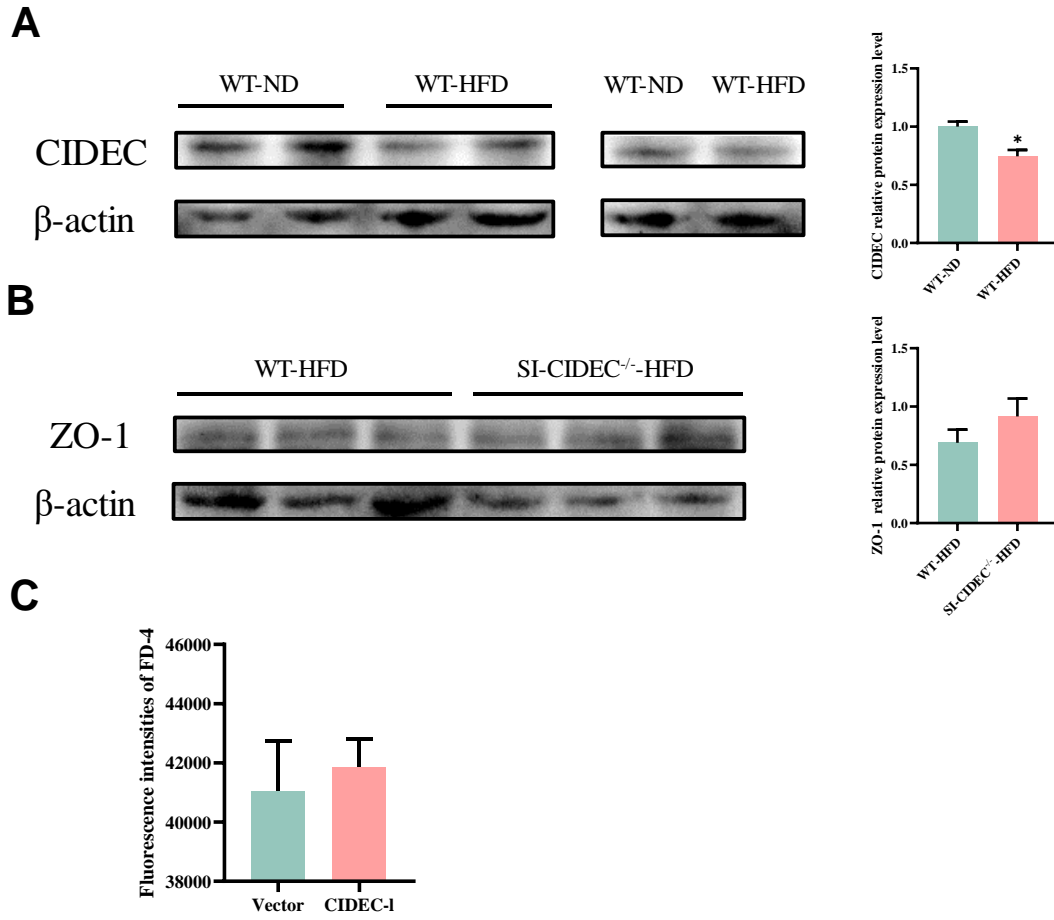 A
WT-ND WT-HFD WT-ND WT-HFD
CIDEC
β-actin
CIDEC relative protein expression level
1.5
1.0
0.5
0.0
*
WT-ND
WT-HFD
B
WT-HFD SI-CIDEC-/--HFD
ZO-1
β-actin
ZO-1 relative protein expression level
1.5
1.0
0.5
0.0
WT-HFD
SI-CIDEC-/--HFD
C
Fluorescence intensities of FD-4
46000
44000
42000
40000
38000
Vector CIDEC-l